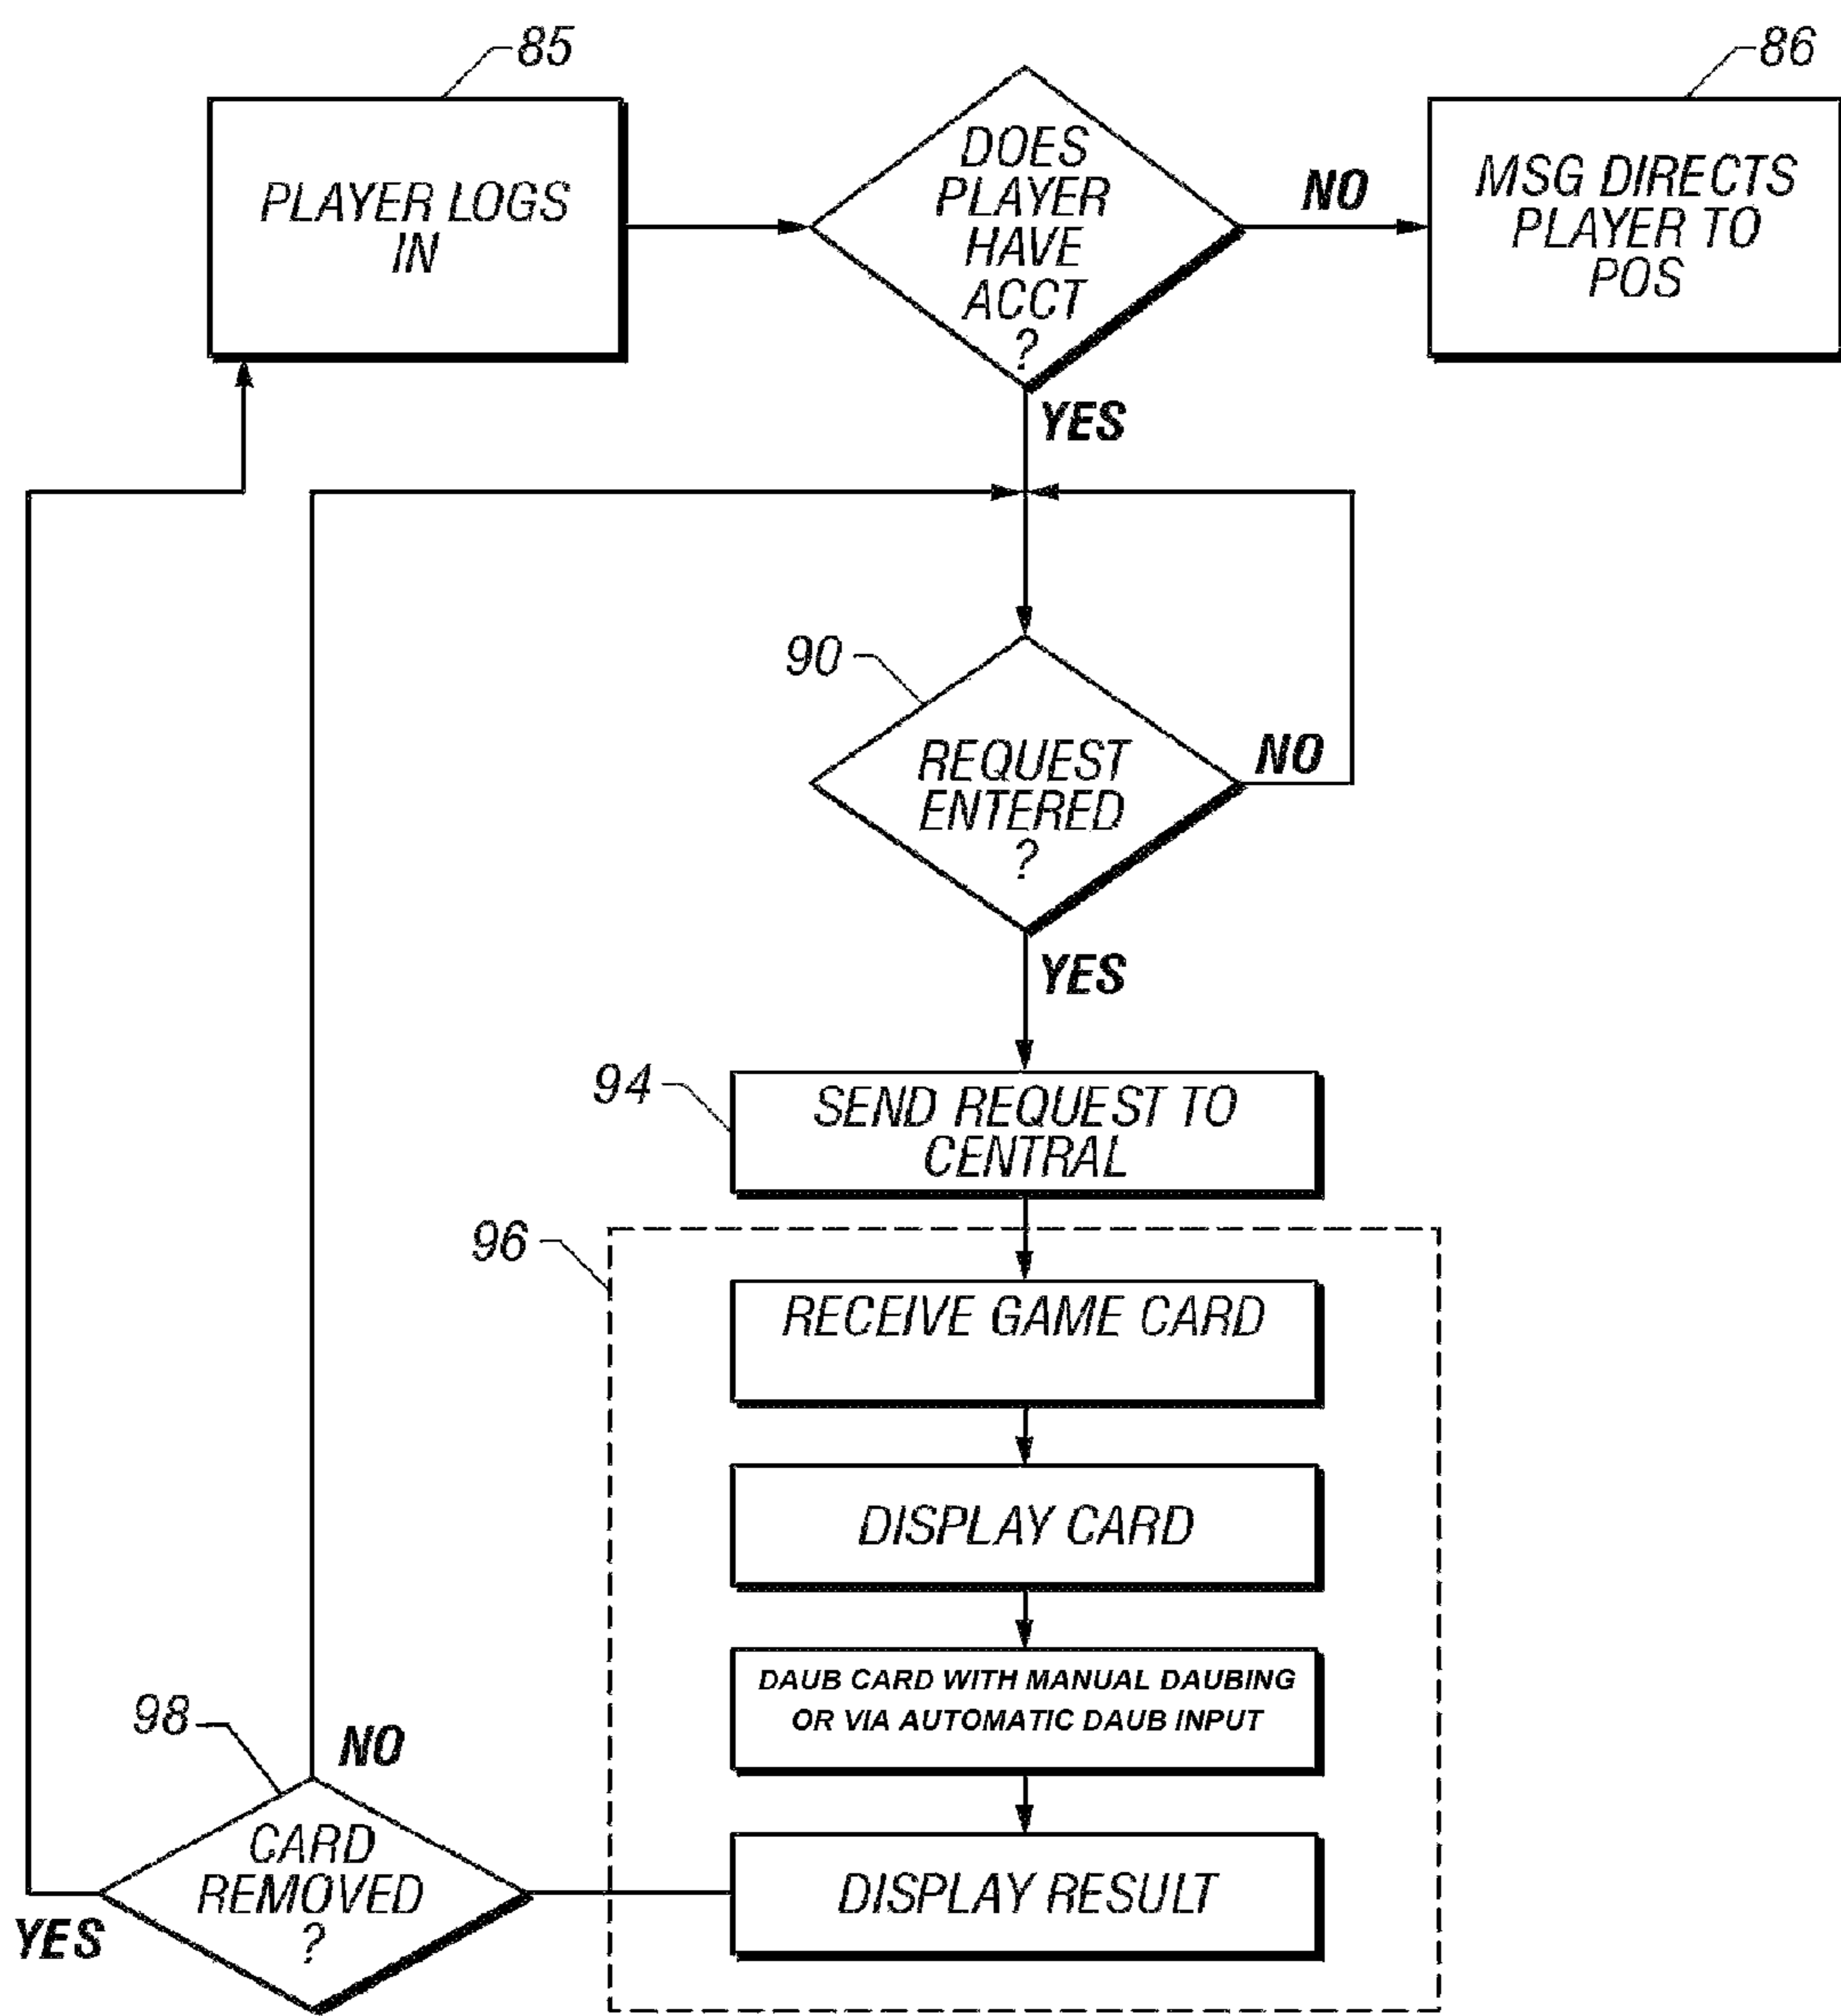 85
PLAYER LOGS
IN
DOES
PLAYER
HAVE
ACCT
?
NO
86
MSG DIRECTS
PLAYER TO
POS
YES
90
REQUEST
ENTERED
?
NO
YES
94
SEND REQUEST TO
CENTRAL
96
RECEIVE GAME CARD
DISPLAY CARD
DAUB CARD WITH MANUAL DAUBING
OR VIA AUTOMATIC DAUB INPUT
DISPLAY RESULT
98
NO
CARD
REMOVED
?
YES